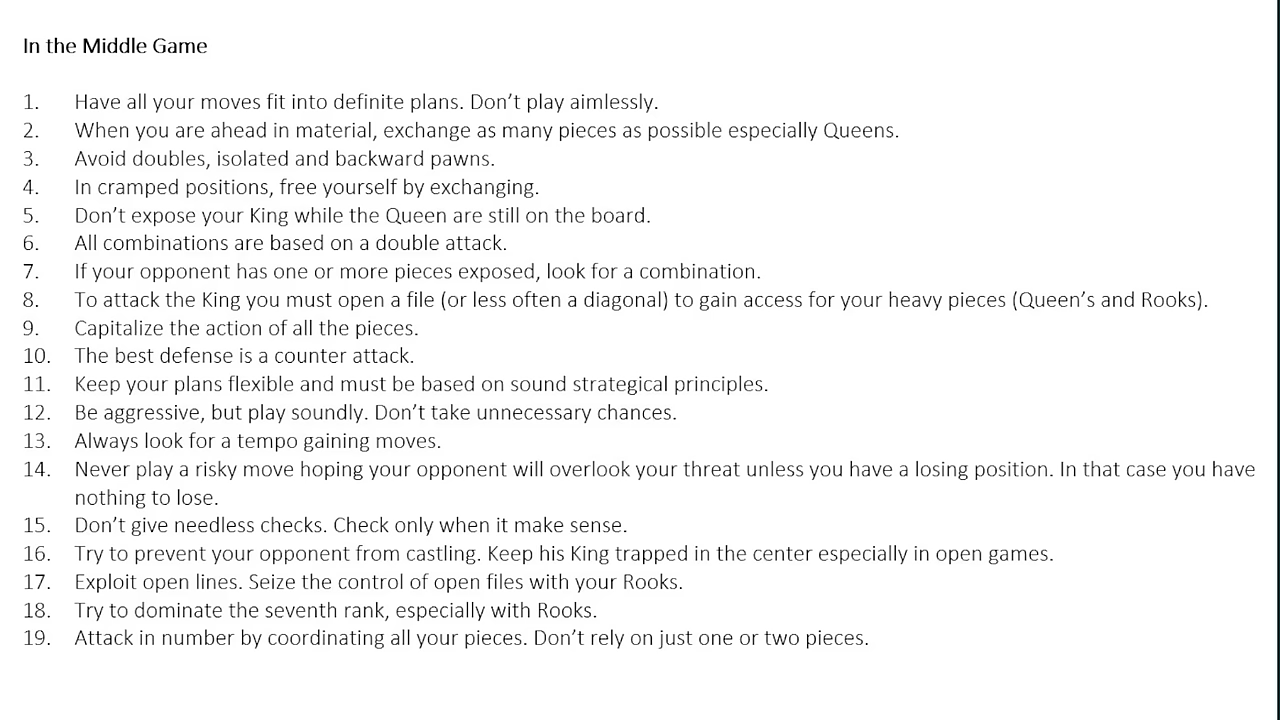 In the Middle Game
1. Have all your moves fit into definite plans. Don’t play aimlessly.
2. When you are ahead in material, exchange as many pieces as possible especially Queens.
3. Avoid doubles, isolated and backward pawns.
4. In cramped positions, free yourself by exchanging.
5. Don’t expose your King while the Queen are still on the board.
6. All combinations are based on a double attack.
7. If your opponent has one or more pieces exposed, look for a combination.
8. To attack the King you must open a file (or less often a diagonal) to gain access for your heavy pieces (Queen’s and Rooks).
9. Capitalize the action of all the pieces.
10. The best defense is a counter attack.
11. Keep your plans flexible and must be based on sound strategical principles.
12. Be aggressive, but play soundly. Don’t take unnecessary chances.
13. Always look for a tempo gaining moves.
14. Never play a risky move hoping your opponent will overlook your threat unless you have a losing position. In that case you have
nothing to lose.
15. Don’t give needless checks. Check only when it make sense.
16. Try to prevent your opponent from castling. Keep his King trapped in the center especially in open games.
17. Exploit open lines. Seize the control of open files with your Rooks.
18. Try to dominate the seventh rank, especially with Rooks.
19. Attack in number by coordinating all your pieces. Don’t rely on just one or two pieces.